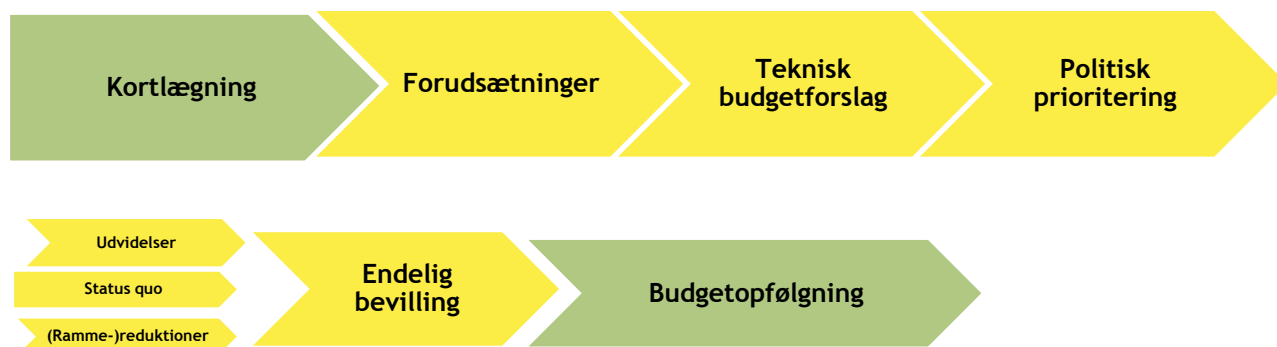 Kortlægning
Forudsætninger
Teknisk
budgetforslag
Politisk
prioritering
Udvidelser
Status quo
(Ramme-)reduktioner
Endelig
bevilling
Budgetopfølgning